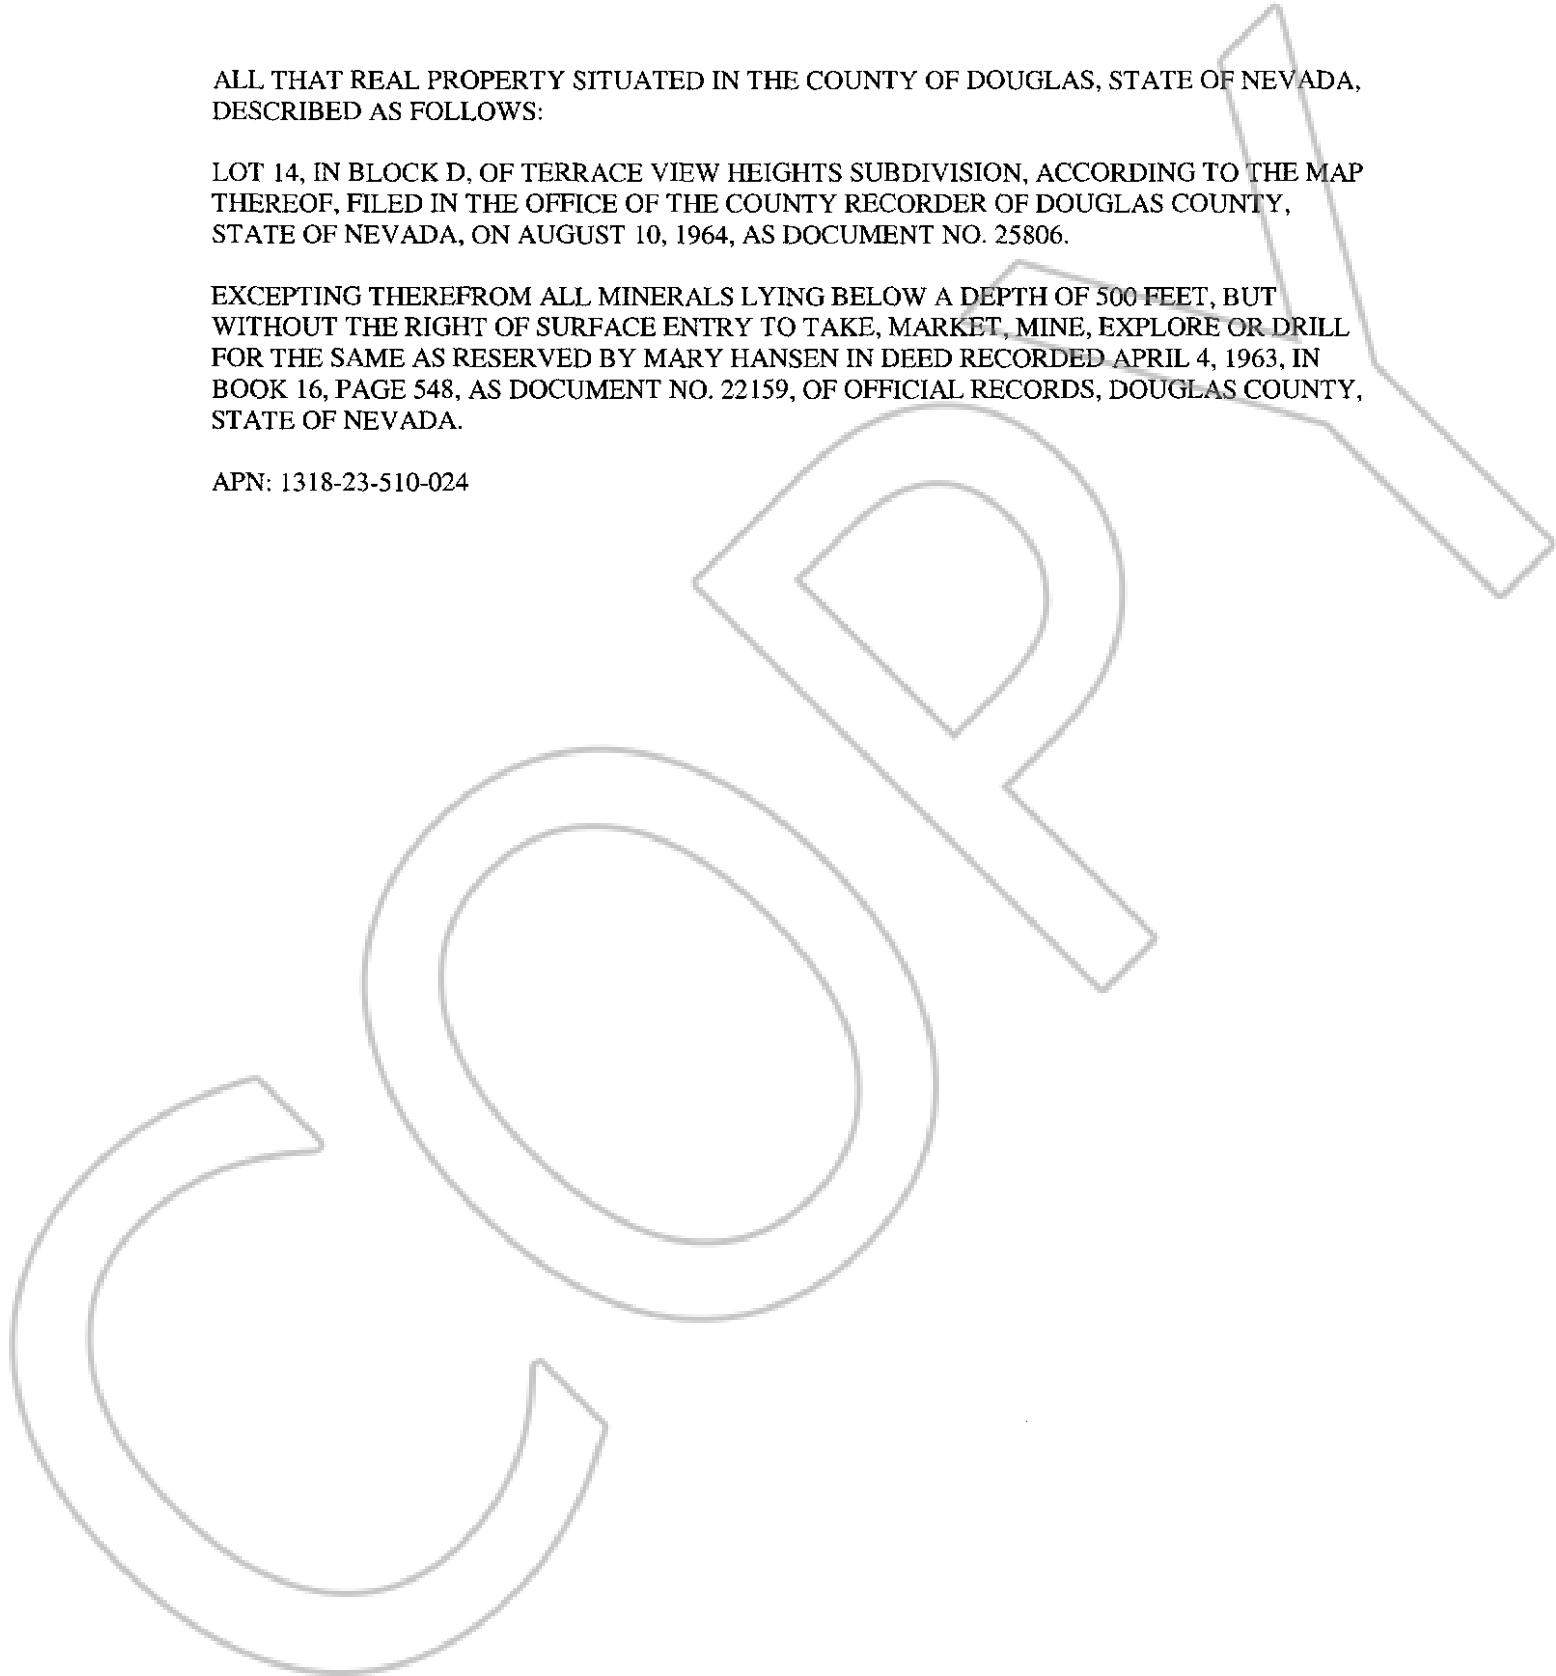 ALL THAT REAL PROPERTY SITUATED IN THE COUNTY OF DOUGLAS, STATE OF NEVADA,
DESCRIBED AS FOLLOWS:
LOT 14, IN BLOCK D, OF TERRACE VIEW HEIGHTS SUBDIVISION, ACCORDING TO THE MAP
THEREOF, FILED IN THE OFFICE OF THE COUNTY RECORDER OF DOUGLAS COUNTY,
STATE OF NEVADA, ON AUGUST 10, 1964, AS DOCUMENT NO. 25806.
EXCEPTING THEREFROM ALL MINERALS LYING BELOW A DEPTH OF 500 FEET, BUT
WITHOUT THE RIGHT OF SURFACE ENTRY TO TAKE, MARKET, MINE, EXPLORE OR DRILL
FOR THE SAME AS RESERVED BY MARY HANSEN IN DEED RECORDED APRIL 4, 1963, IN
BOOK 16, PAGE 548, AS DOCUMENT NO. 22159, OF OFFICIAL RECORDS, DOUGLAS COUNTY,
STATE OF NEVADA.
APN: 1318-23-510-024
COPY